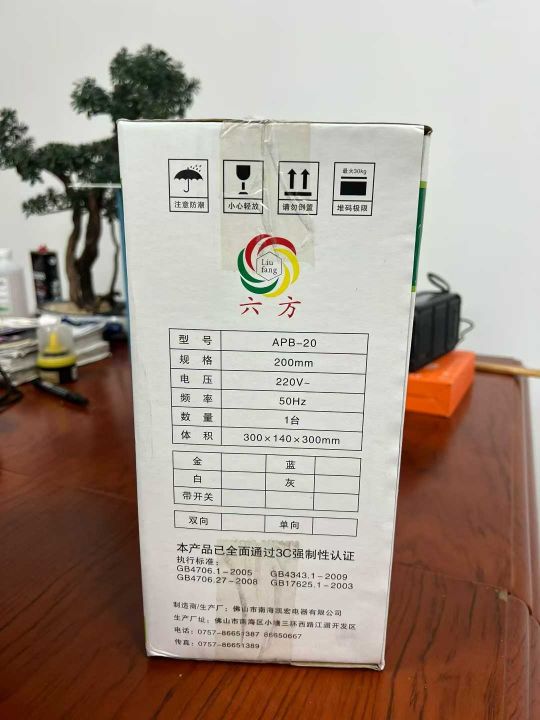 最大30kg
注意防潮 小心轻放 请勿倒置 堆码极限
Liu
fang
六方
型号 APB-20
规格 200mm
电压 220V~
频率 50Hz
数量 1台
体积 300×140×300mm
金 蓝
白 灰
带开关
双向 单向
本产品已全面通过3C强制性认证
执行标准:
GB4706.1-2005 GB4343.1-2009
GB4706.27-2008 GB17625.1-2003
制造商/生产厂: 佛山市南海凯宏电器有限公司
生产厂址: 佛山市南海区小塘三环西路江涌开发区
电话: 0757-86651387 86650667
传真: 0757-86651389